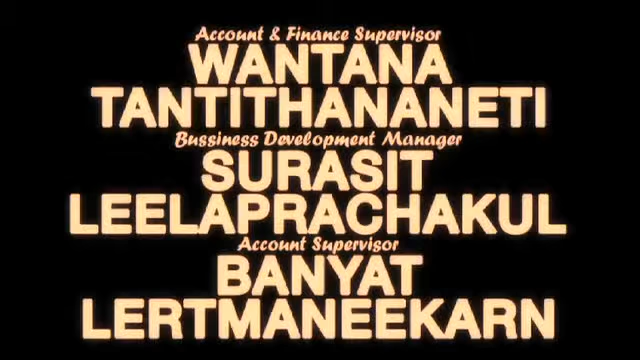 Account & Finance Supervisor
WANTANA
TANTITHANANETI
Bussiness Development Manager
SURASIT
LEELAPRACHAKUL
Account Supervisor
BANYAT
LERTMANEEKARN